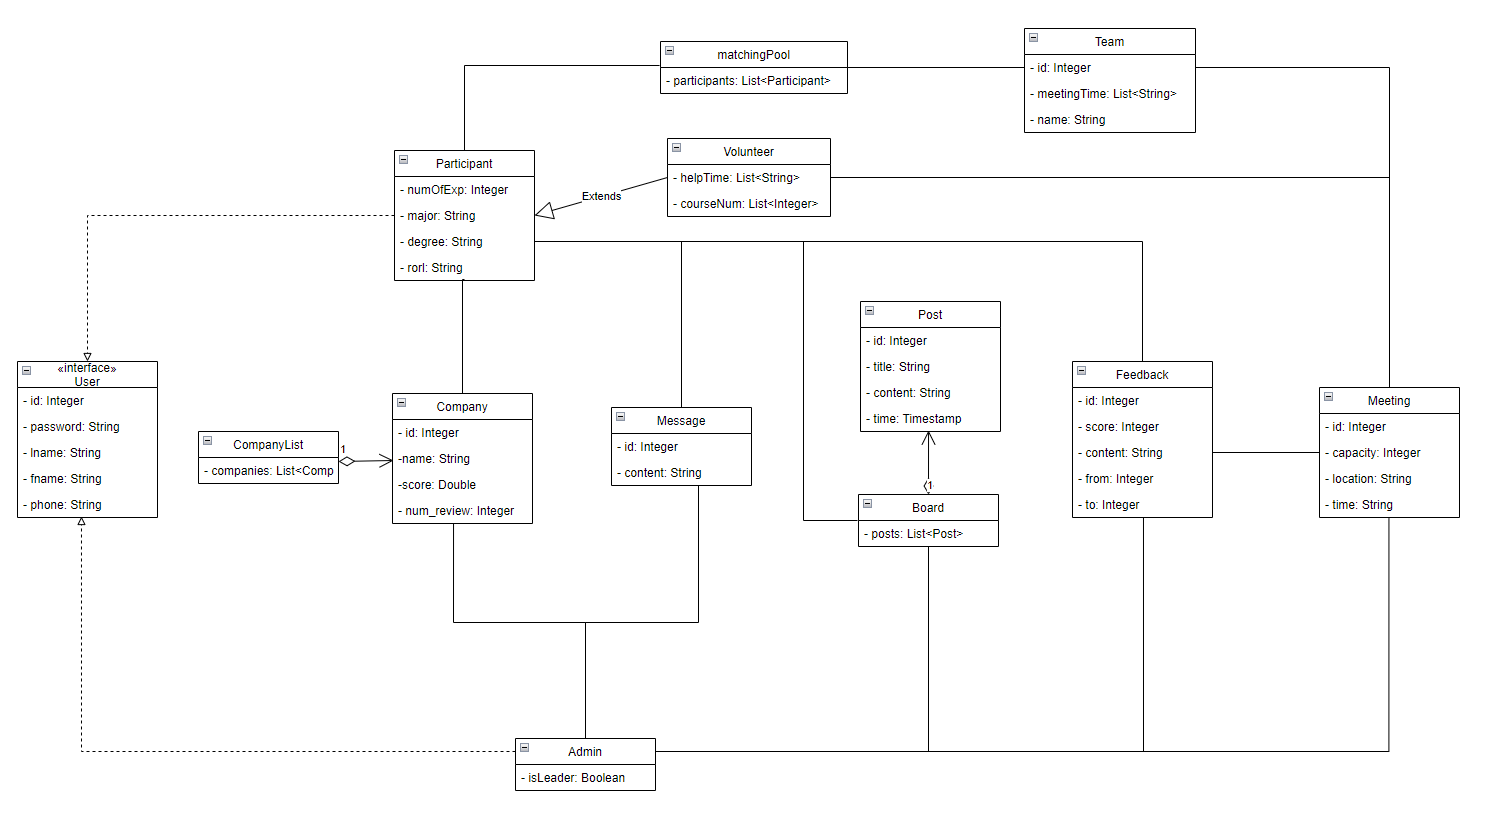 matchingPool
- participants: List<Participant>
Team
- id: Integer
- meetingTime: List<String>
- name: String
Participant
- numOfExp: Integer
- major: String
- degree: String
- rorl: String
Extends
Volunteer
- helpTime: List<String>
- courseNum: List<Integer>
«interface»
User
- id: Integer
- password: String
- lname: String
- fname: String
- phone: String
CompanyList
- companies: List<Comp
1
Company
- id: Integer
-name: String
-score: Double
- num_review: Integer
Message
- id: Integer
- content: String
Post
- id: Integer
- title: String
- content: String
- time: Timestamp
1
Board
- posts: List<Post>
Feedback
- id: Integer
- score: Integer
- content: String
- from: Integer
- to: Integer
Meeting
- id: Integer
- capacity: Integer
- location: String
- time: String
Admin
- isLeader: Boolean